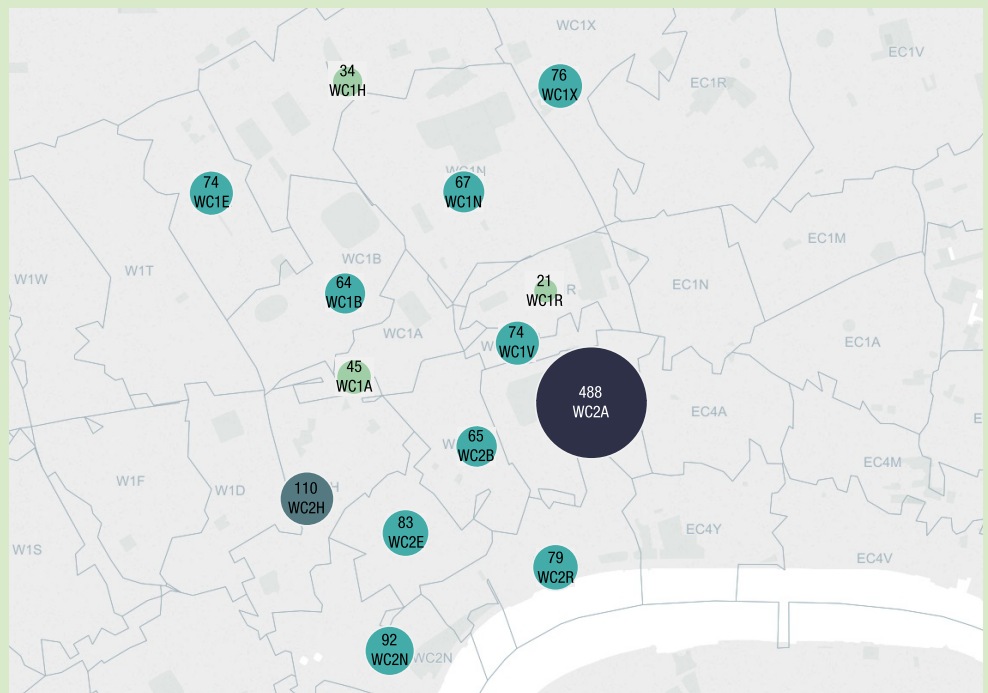 WC1X
EC1V
34
WC1H
76
WC1X
EC1R
74
WC1E
WC1N
67
WC1N
EC1M
WC1B
W1T
W1W
64
WC1B
21
WC1R
R
EC1N
WC1A
74
WC1V
W
EC1A
45
WC1A
488
WC2A
EC4A
65
WC2B
W
EC4M
W1F
W1D
110
WC2H
H
83
WC2E
EC4Y
W1S
EC4V
79
WC2R
92
WC2N
WC2N
E